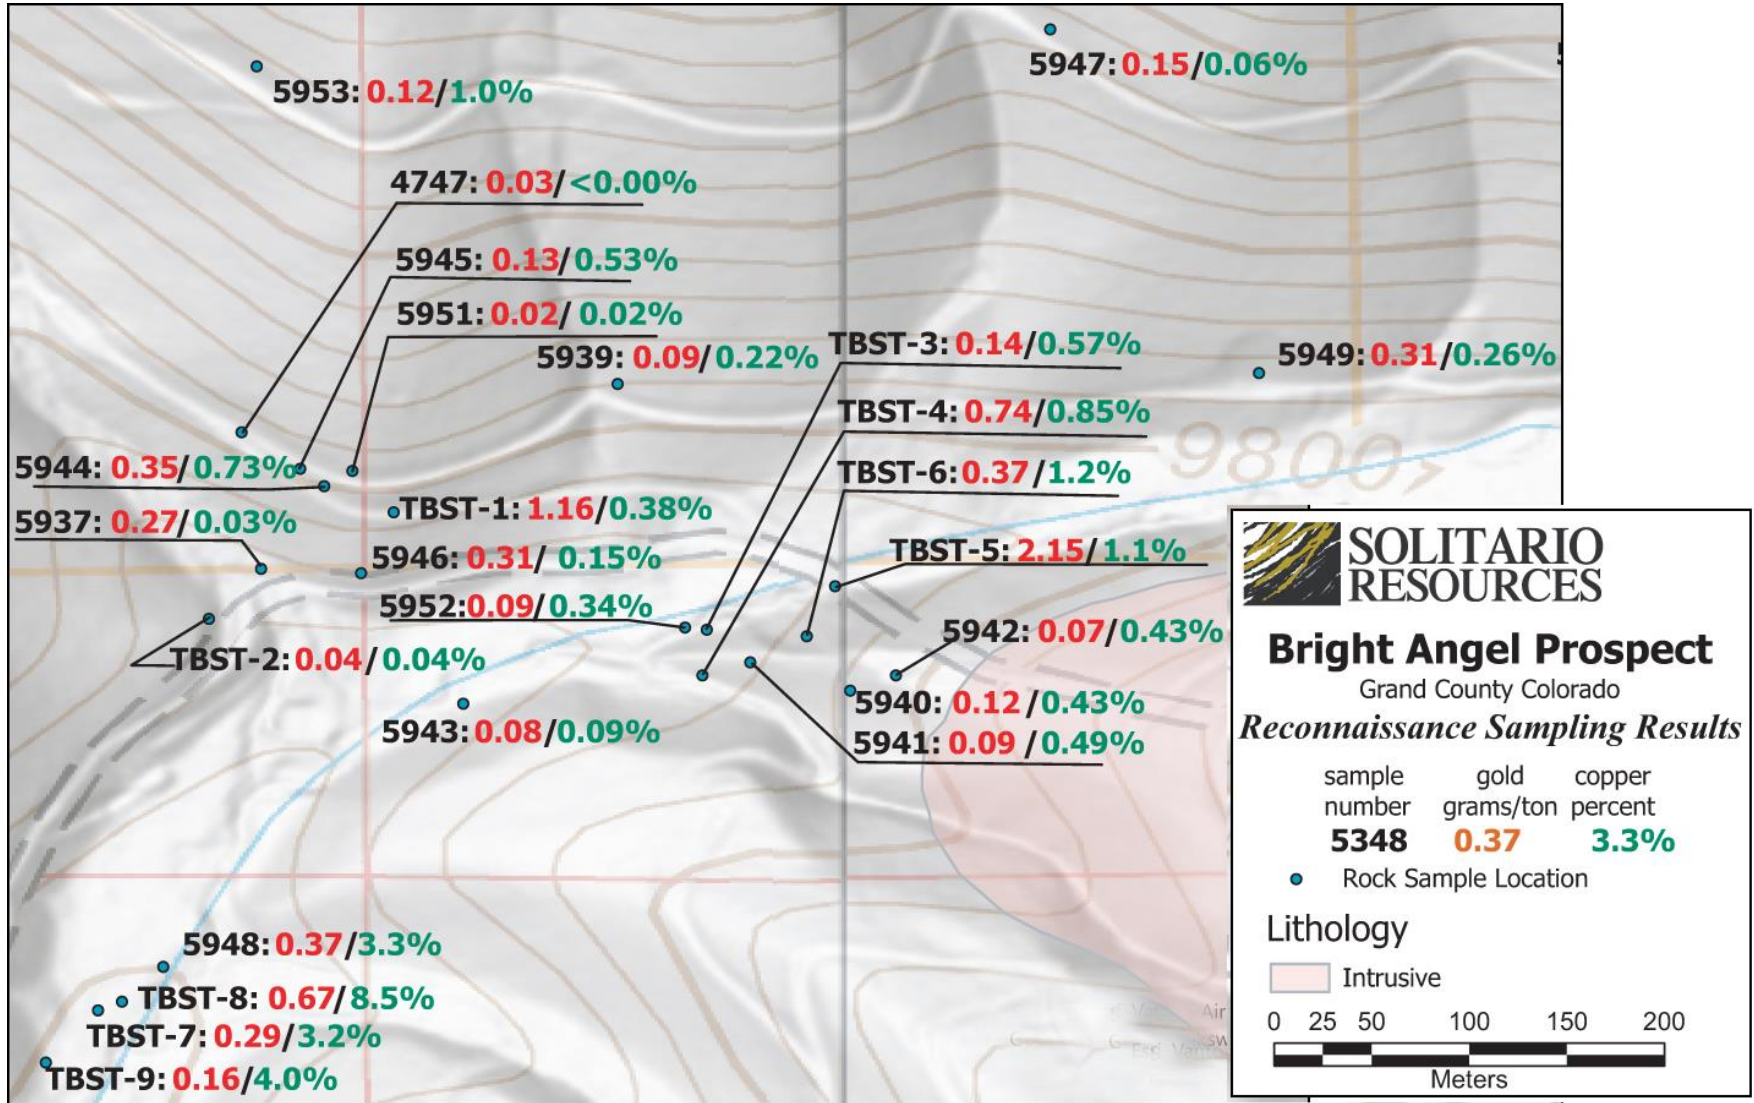 5953: 0.12/1.0%
5947: 0.15/0.06%
4747: 0.03/<0.00%
5945: 0.13/0.53%
5951: 0.02/ 0.02%
5939: 0.09/0.22%
TBST-3: 0.14/0.57%
5949: 0.31/0.26%
TBST-4: 0.74/0.85%
9800
5944: 0.35/0.73%
TBST-6: 0.37/1.2%
5937: 0.27/0.03%
TBST-1: 1.16/0.38%
5946: 0.31/ 0.15%
TBST-5: 2.15/1.1%
5952:0.09/0.34%
5942: 0.07/0.43%
TBST-2: 0.04/0.04%
5943: 0.08/0.09%
5940: 0.12 /0.43%
5941: 0.09 /0.49%
5948: 0.37/3.3%
TBST-8: 0.67/8.5%
TBST-7: 0.29/3.2%
TBST-9: 0.16/4.0%
SOLITARIO
RESOURCES
Bright Angel Prospect
Grand County Colorado
Reconnaissance Sampling Results
sample gold copper
number grams/ton percent
5348 0.37 3.3%
Rock Sample Location
Lithology
Intrusive
0 25 50 100 150 200
Meters
Air